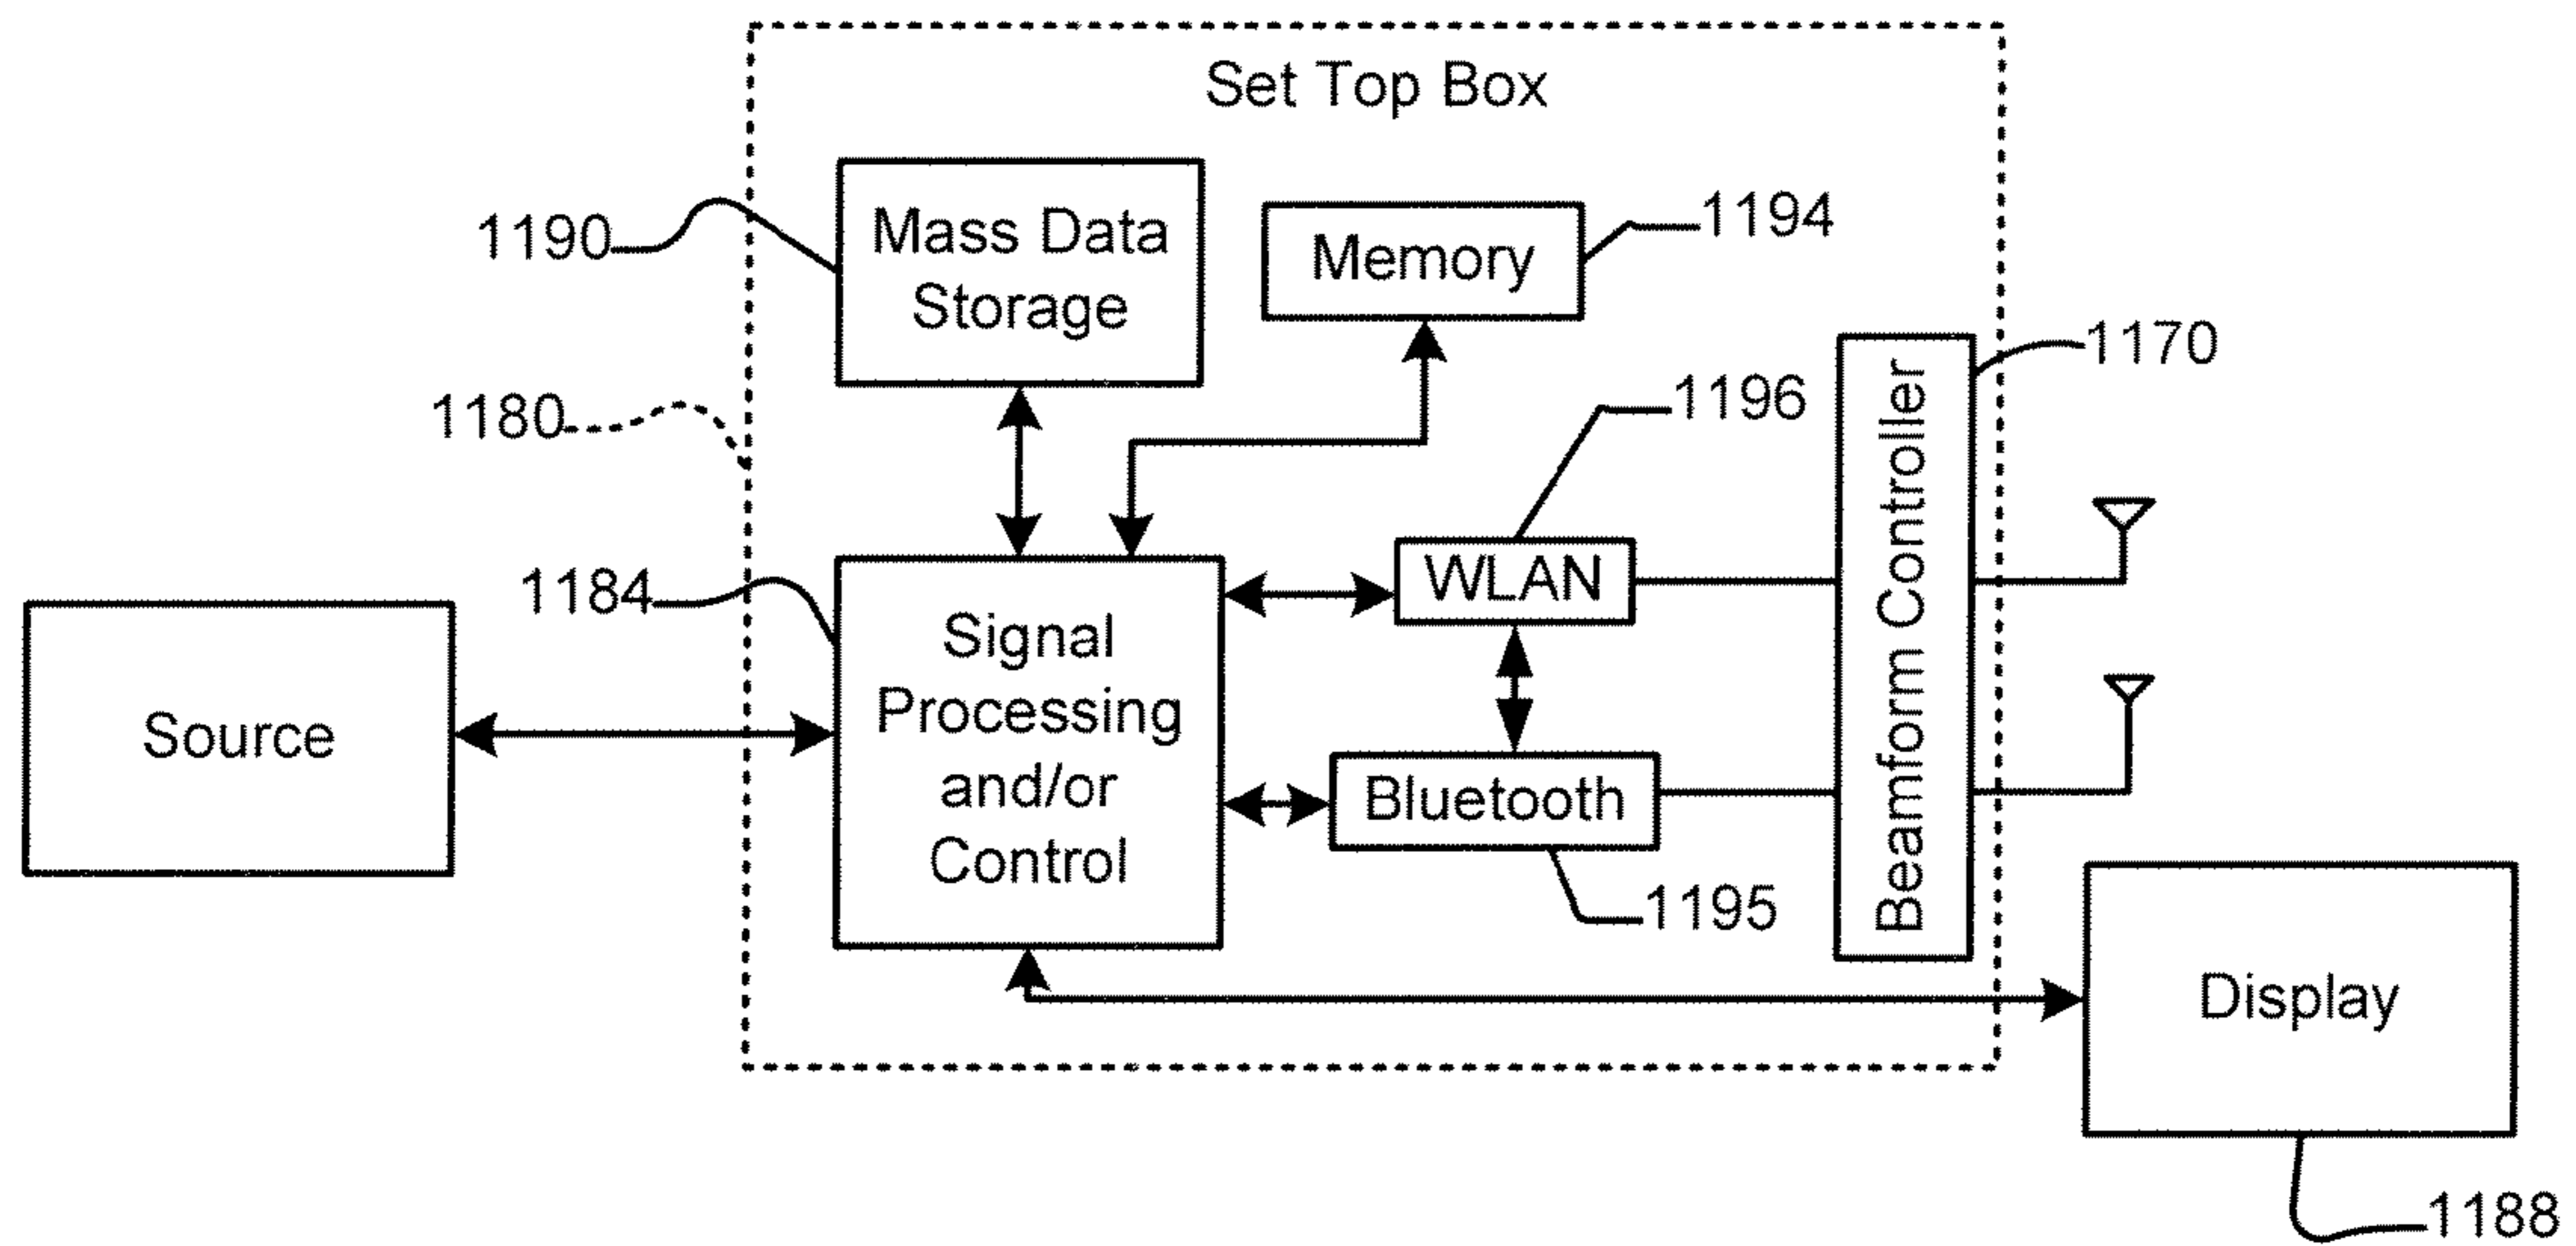 Set Top Box
1190
Mass Data
Storage
Memory
1194
1170
1180
1196
1184
WLAN
Signal
Processing
and/or
Control
Source
Bluetooth
1195
Beamform Controller
Display
1188